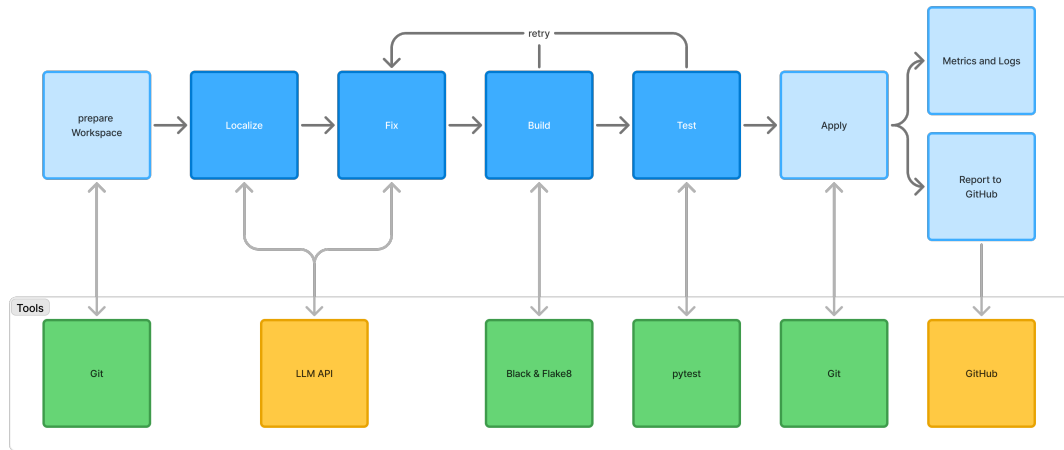 retry
Metrics and Logs
prepare
Workspace
Localize
Fix
Build
Test
Apply
Report to
GitHub
Tools
Git
LLM API
Black & Flake8
pytest
Git
GitHub